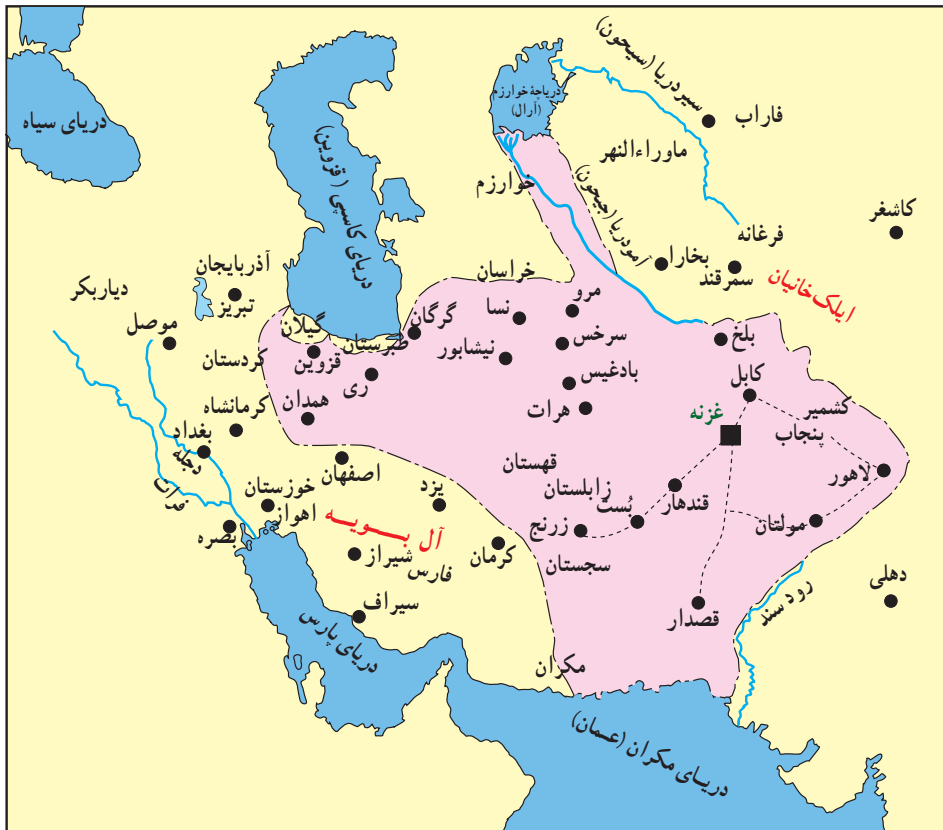 دریای سیاه
دریای کاسپی (قزوین)
دریاچهٔ خوارزم
(آرال)
سیردریا (سیحون)
فاراب
ماوراءالنهر
خوارزم
آمودریا (جیحون)
کاشغر
فرغانه
بخارا
سمرقند
ایلک‌خانیان
آذربایجان
تبریز
دیاربکر
موصل
کردستان
خراسان
مرو
نسا
گرگان
گیلان
طبرستان
قزوین
ری
نیشابور
سرخس
بلخ
بادغیس
کابل
هرات
غزنه
کشمیر
پنجاب
همدان
کرمانشاه
بغداد
دجله
فرات
اصفهان
قهستان
زابلستان
لاهور
خوزستان
اهواز
یزد
بُست
قندهار
مولتان
بصره
آل بویه
زرنج
کرمان
شیراز
فارس
سجستان
دهلی
سیراف
قصدار
رود سند
دریای پارس
مکران
دریای مکران (عمان)